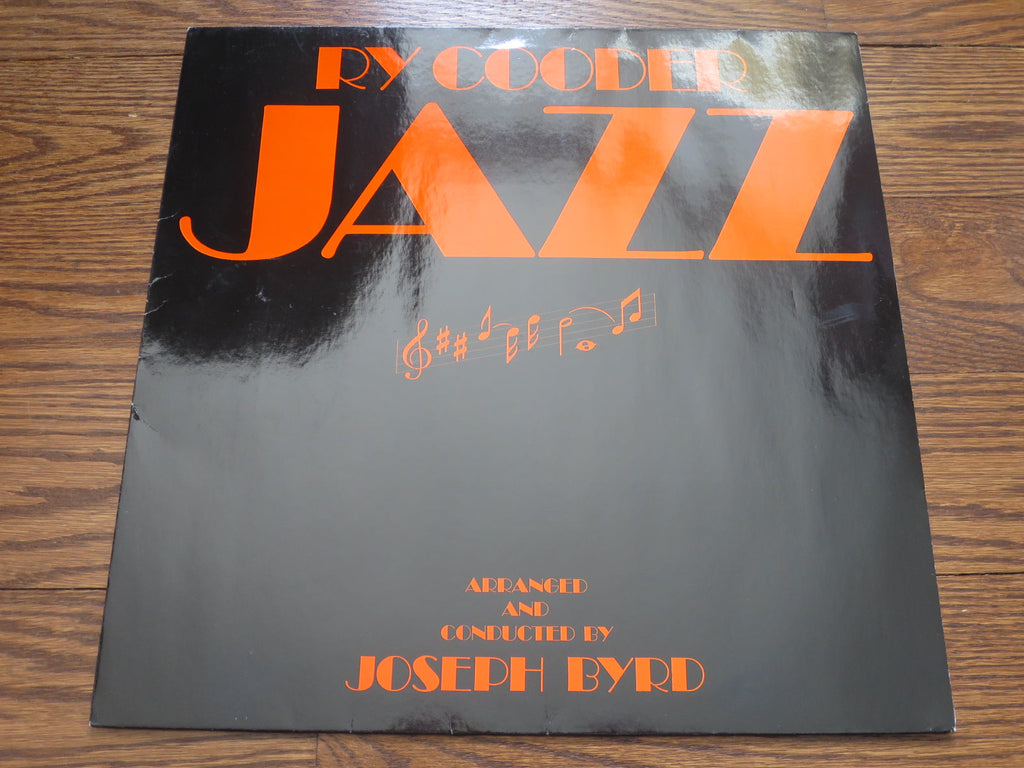 RY COODER
JAZZ
ARRANGED
AND
CONDUCTED BY
JOSEPH BYRD